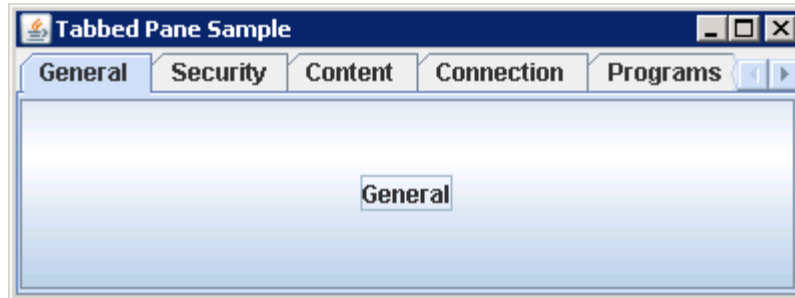 Tabbed Pane Sample
General Security Content Connection Programs
General